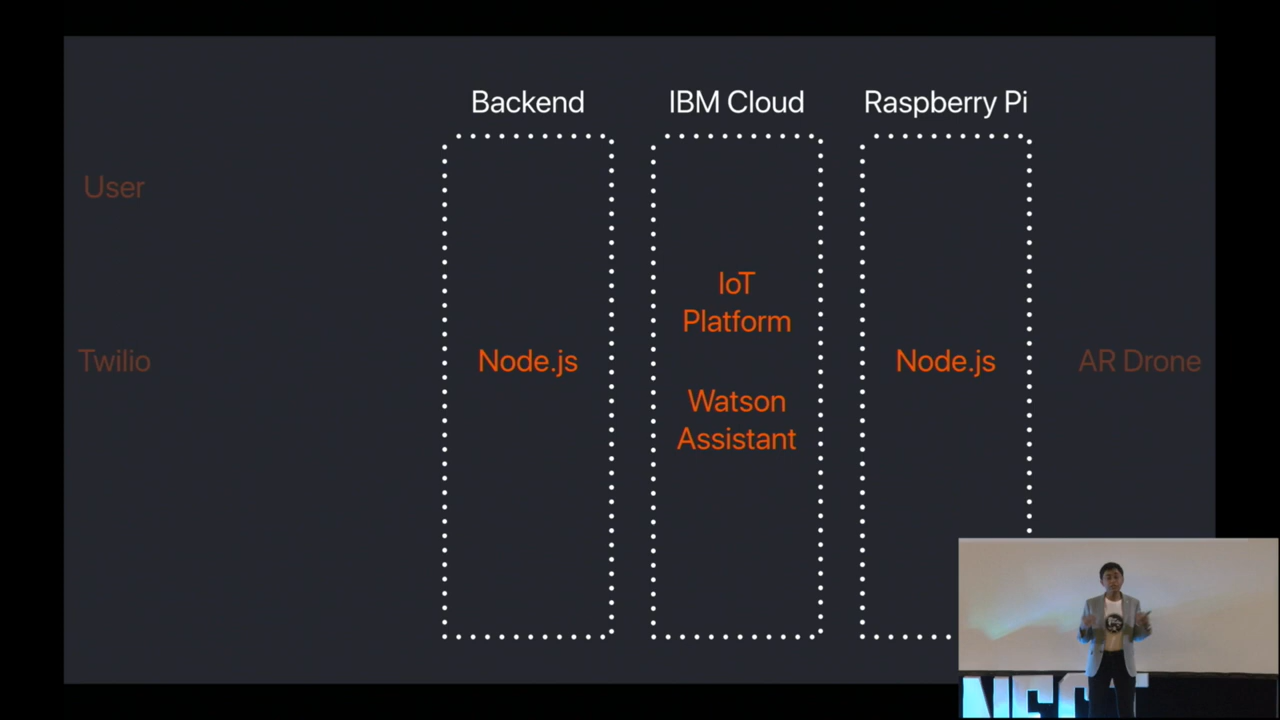 Backend
IBM Cloud
Raspberry Pi
User
IoT
Platform
Twilio
Node.js
Node.js
AR Drone
Watson
Assistant